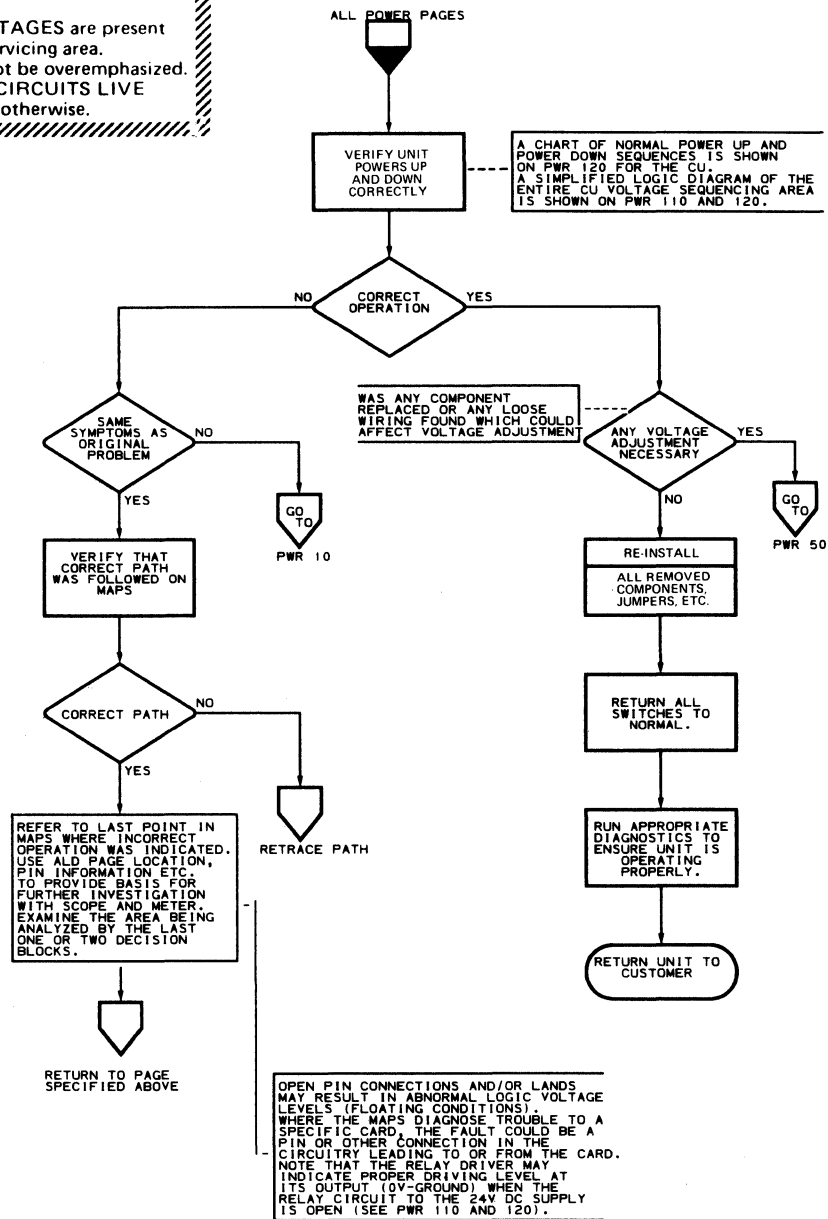 TAGES are present
rvicing area.
ot be overemphasized.
CIRCUITS LIVE
otherwise.
ALL POWER PAGES
VERIFY UNIT
POWERS UP
AND DOWN
CORRECTLY
A CHART OF NORMAL POWER UP AND
POWER DOWN SEQUENCES IS SHOWN
ON PWR 120 FOR THE CU.
A SIMPLIFIED LOGIC DIAGRAM OF THE
ENTIRE CU VOLTAGE SEQUENCING AREA
IS SHOWN ON PWR 110 AND 120.
NO
CORRECT
OPERATION
YES
SAME
SYMPTOMS AS
ORIGINAL
PROBLEM
NO
YES
GO
TO
PWR 10
WAS ANY COMPONENT
REPLACED OR ANY LOOSE
WIRING FOUND WHICH COULD
AFFECT VOLTAGE ADJUSTMENT
ANY VOLTAGE
ADJUSTMENT
NECESSARY
YES
NO
GO
TO
PWR 50
VERIFY THAT
CORRECT PATH
WAS FOLLOWED ON
MAPS
RE-INSTALL
ALL REMOVED
COMPONENTS,
JUMPERS, ETC.
CORRECT PATH
NO
YES
RETRACE PATH
RETURN ALL
SWITCHES TO
NORMAL.
REFER TO LAST POINT IN
MAPS WHERE INCORRECT
OPERATION WAS INDICATED.
USE ALD PAGE LOCATION,
PIN INFORMATION ETC.
TO PROVIDE BASIS FOR
FURTHER INVESTIGATION
WITH SCOPE AND METER.
EXAMINE THE AREA BEING
ANALYZED BY THE LAST
ONE OR TWO DECISION
BLOCKS.
RUN APPROPRIATE
DIAGNOSTICS TO
ENSURE UNIT IS
OPERATING
PROPERLY.
RETURN UNIT TO
CUSTOMER
RETURN TO PAGE
SPECIFIED ABOVE
OPEN PIN CONNECTIONS AND/OR LANDS
MAY RESULT IN ABNORMAL LOGIC VOLTAGE
LEVELS (FLOATING CONDITIONS).
WHERE THE MAPS DIAGNOSE TROUBLE TO A
SPECIFIC CARD, THE FAULT COULD BE A
PIN OR OTHER CONNECTION IN THE
CIRCUITRY LEADING TO OR FROM THE CARD.
NOTE THAT THE RELAY DRIVER MAY
INDICATE PROPER DRIVING LEVEL AT
ITS OUTPUT (0V-GROUND) WHEN THE
RELAY CIRCUIT TO THE 24V DC SUPPLY
IS OPEN (SEE PWR 110 AND 120).